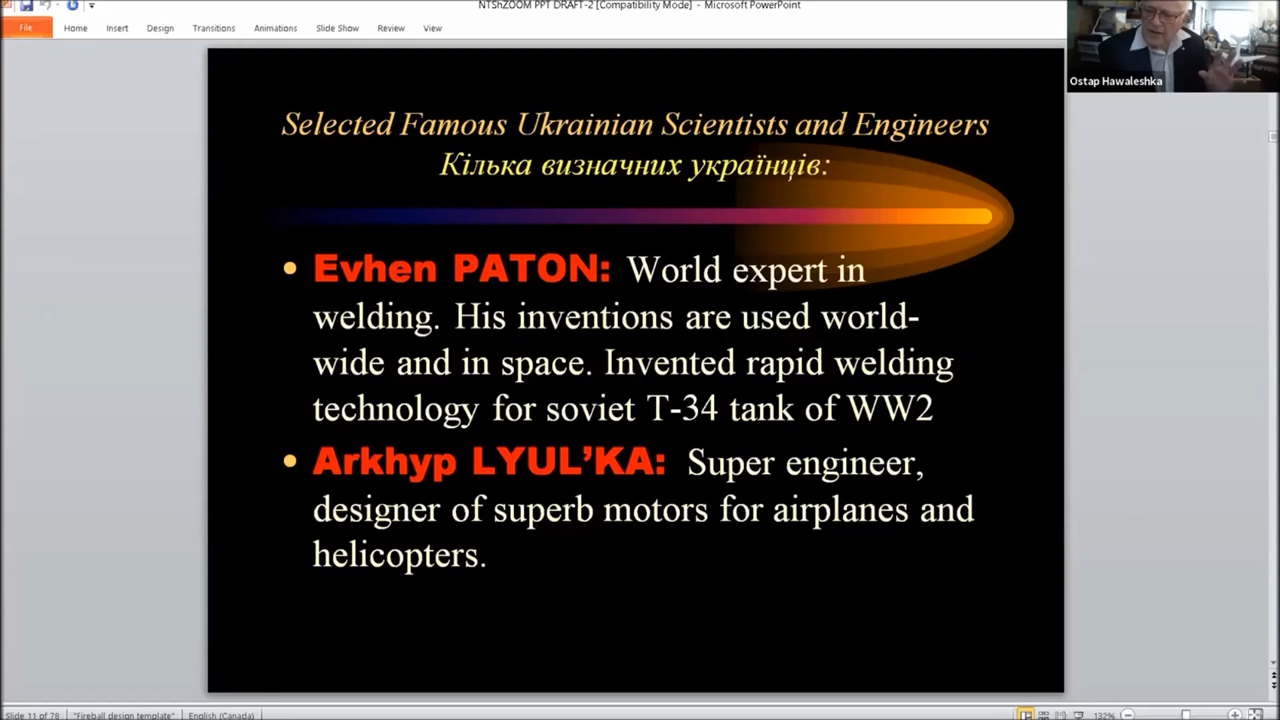 NTShZOOM PPT DRAFT-2 [Compatibility Mode] - Microsoft PowerPoint
File Home Insert Design Transitions Animations Slide Show Review View
Ostap Hawaleshka
Selected Famous Ukrainian Scientists and Engineers
Кілька визначних українців:
• Evhen PATON: World expert in
welding. His inventions are used world-
wide and in space. Invented rapid welding
technology for soviet T-34 tank of WW2
• Arkhyp LYUL’KA: Super engineer,
designer of superb motors for airplanes and
helicopters.
Slide 11 of 78 "Fireball design template" English (Canada) 132%